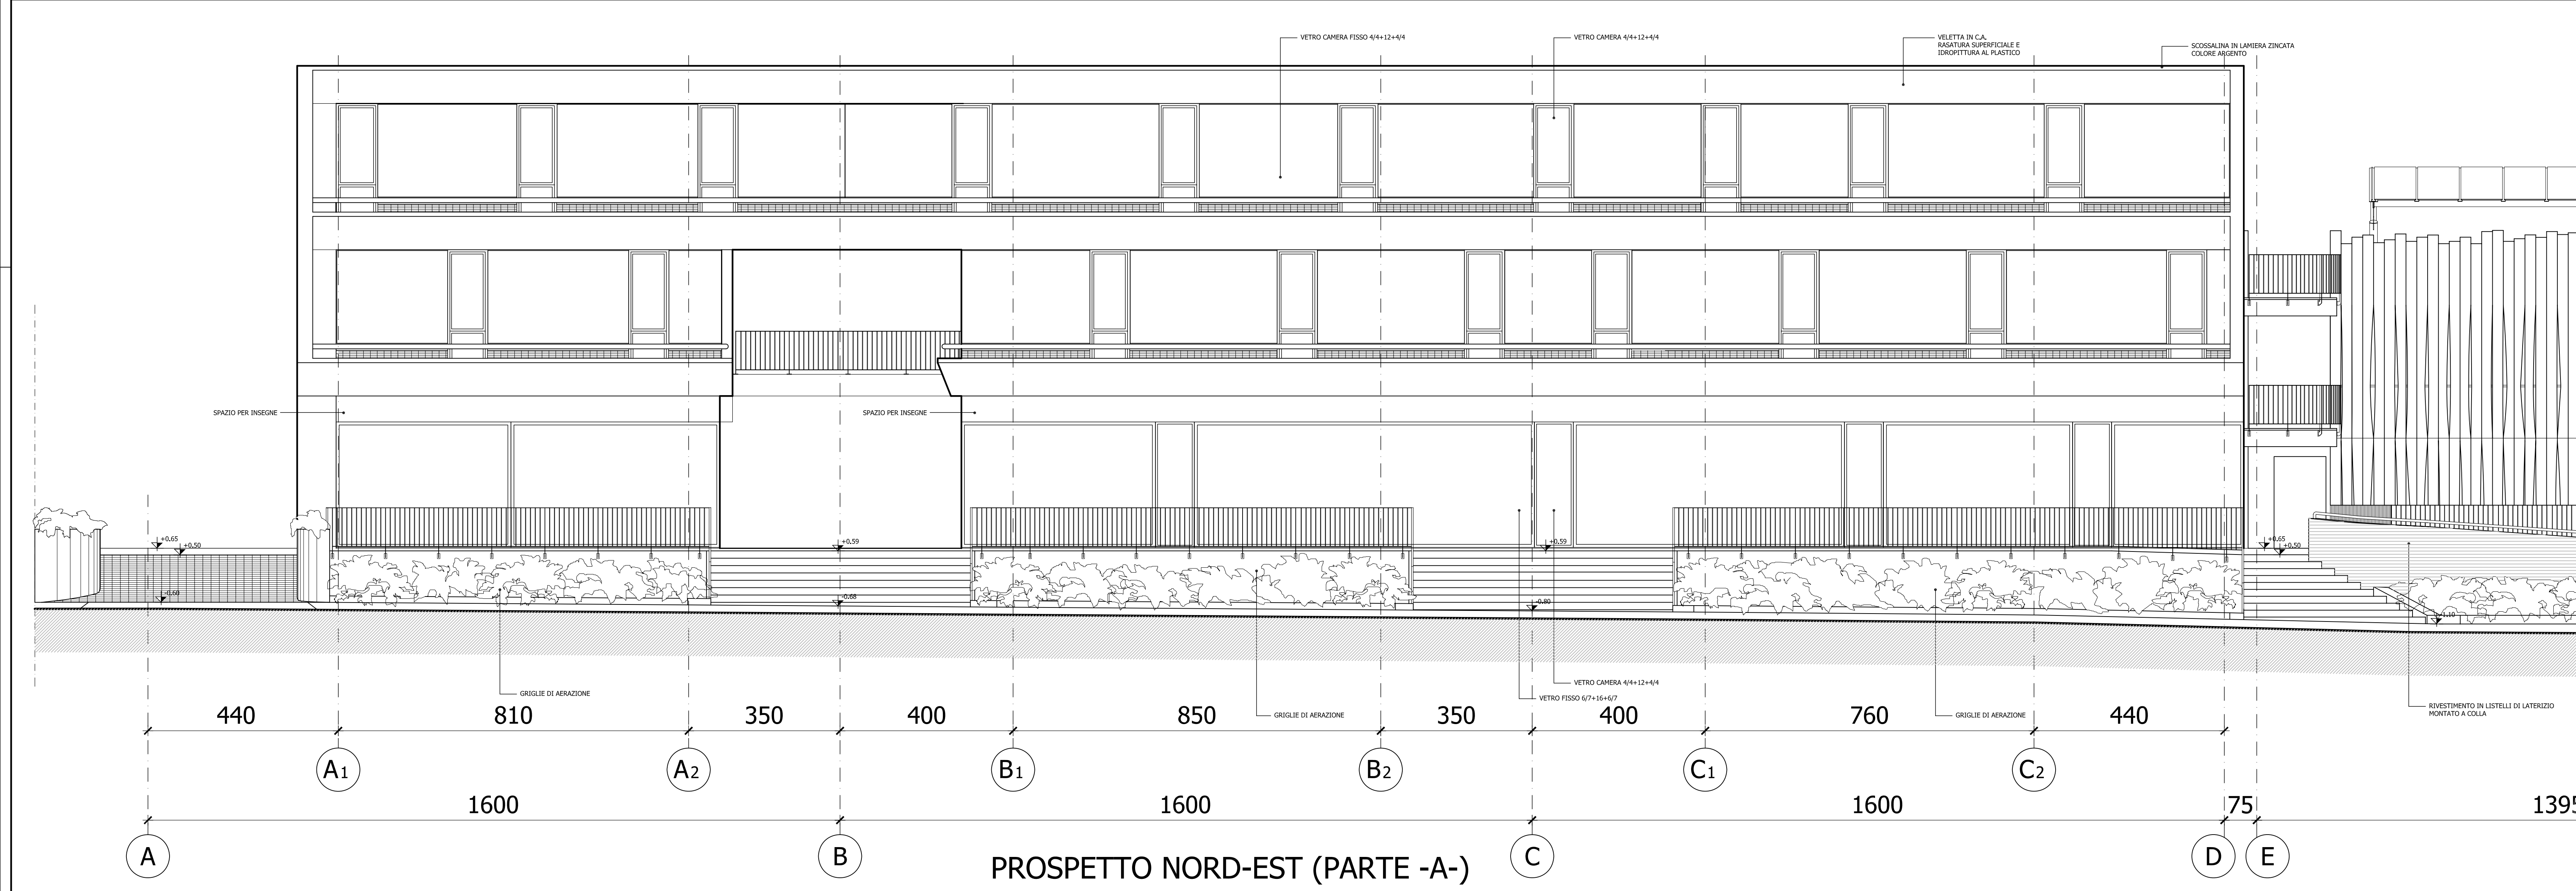 VETRO CAMERA FISSO 4/4+12+4/4
VETRO CAMERA 4/4+12+4/4
VELETTA IN C.A.
RASATURA SUPERFICIALE E
IDROPITTURA AL PLASTICO
SCOSSALINA IN LAMIERA ZINCATA
COLORE ARGENTO
SPAZIO PER INSEGNE
SPAZIO PER INSEGNE
+0,65
+0,50
-0,60
+0,59
-0,68
+0,59
-0,80
+0,65
+0,50
-1,10
GRIGLIE DI AERAZIONE
GRIGLIE DI AERAZIONE
VETRO CAMERA 4/4+12+4/4
VETRO FISSO 6/7+16+6/7
GRIGLIE DI AERAZIONE
RIVESTIMENTO IN LISTELLI DI LATERIZIO
MONTATO A COLLA
440 810 350 400 850 350 400 760 440
A1 A2 B1 B2 C1 C2
1600 1600 1600 75 1395
A B C D E
PROSPETTO NORD-EST (PARTE -A-)